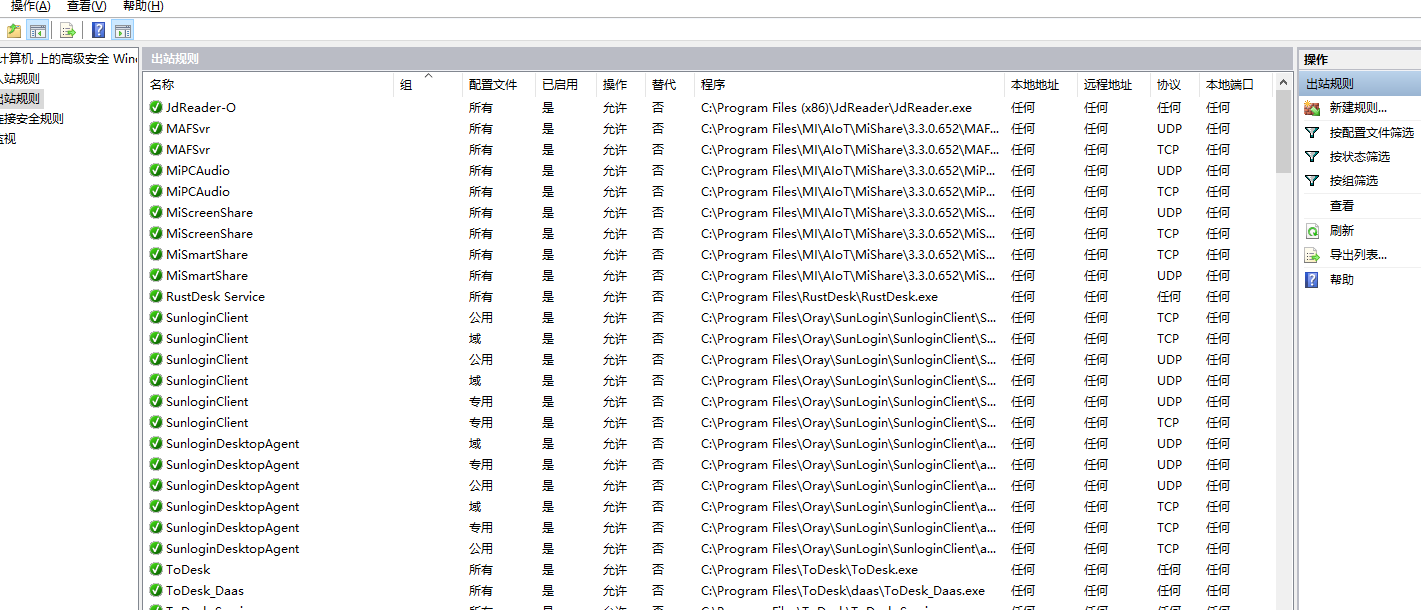 操作(A) 查看(V) 帮助(H)
计算机 上的高级安全 Win
站规则
出站规则
连接安全规则
监视
出站规则
名称 组 配置文件 已启用 操作 替代 程序 本地地址 远程地址 协议 本地端口
JdReader-O 所有 是 允许 否 C:\Program Files (x86)\JdReader\JdReader.exe 任何 任何 任何 任何
MAFSvr 所有 是 允许 否 C:\Program Files\MI\AIoT\MiShare\3.3.0.652\MAF... 任何 任何 UDP 任何
MAFSvr 所有 是 允许 否 C:\Program Files\MI\AIoT\MiShare\3.3.0.652\MAF... 任何 任何 TCP 任何
MiPCAudio 所有 是 允许 否 C:\Program Files\MI\AIoT\MiShare\3.3.0.652\MiP... 任何 任何 UDP 任何
MiPCAudio 所有 是 允许 否 C:\Program Files\MI\AIoT\MiShare\3.3.0.652\MiP... 任何 任何 TCP 任何
MiScreenShare 所有 是 允许 否 C:\Program Files\MI\AIoT\MiShare\3.3.0.652\MiS... 任何 任何 UDP 任何
MiScreenShare 所有 是 允许 否 C:\Program Files\MI\AIoT\MiShare\3.3.0.652\MiS... 任何 任何 TCP 任何
MiSmartShare 所有 是 允许 否 C:\Program Files\MI\AIoT\MiShare\3.3.0.652\MiS... 任何 任何 TCP 任何
MiSmartShare 所有 是 允许 否 C:\Program Files\MI\AIoT\MiShare\3.3.0.652\MiS... 任何 任何 UDP 任何
RustDesk Service 所有 是 允许 否 C:\Program Files\RustDesk\RustDesk.exe 任何 任何 任何 任何
SunloginClient 公用 是 允许 否 C:\Program Files\Oray\SunLogin\SunloginClient\S... 任何 任何 TCP 任何
SunloginClient 域 是 允许 否 C:\Program Files\Oray\SunLogin\SunloginClient\S... 任何 任何 TCP 任何
SunloginClient 公用 是 允许 否 C:\Program Files\Oray\SunLogin\SunloginClient\S... 任何 任何 UDP 任何
SunloginClient 域 是 允许 否 C:\Program Files\Oray\SunLogin\SunloginClient\S... 任何 任何 UDP 任何
SunloginClient 专用 是 允许 否 C:\Program Files\Oray\SunLogin\SunloginClient\S... 任何 任何 UDP 任何
SunloginClient 专用 是 允许 否 C:\Program Files\Oray\SunLogin\SunloginClient\S... 任何 任何 TCP 任何
SunloginDesktopAgent 域 是 允许 否 C:\Program Files\Oray\SunLogin\SunloginClient\a... 任何 任何 UDP 任何
SunloginDesktopAgent 专用 是 允许 否 C:\Program Files\Oray\SunLogin\SunloginClient\a... 任何 任何 UDP 任何
SunloginDesktopAgent 公用 是 允许 否 C:\Program Files\Oray\SunLogin\SunloginClient\a... 任何 任何 UDP 任何
SunloginDesktopAgent 域 是 允许 否 C:\Program Files\Oray\SunLogin\SunloginClient\a... 任何 任何 TCP 任何
SunloginDesktopAgent 专用 是 允许 否 C:\Program Files\Oray\SunLogin\SunloginClient\a... 任何 任何 TCP 任何
SunloginDesktopAgent 公用 是 允许 否 C:\Program Files\Oray\SunLogin\SunloginClient\a... 任何 任何 TCP 任何
ToDesk 所有 是 允许 否 C:\Program Files\ToDesk\ToDesk.exe 任何 任何 任何 任何
ToDesk_Daas 所有 是 允许 否 C:\Program Files\ToDesk\daas\ToDesk_Daas.exe 任何 任何 任何 任何
操作
出站规则
新建规则...
按配置文件筛选
按状态筛选
按组筛选
查看
刷新
导出列表...
帮助